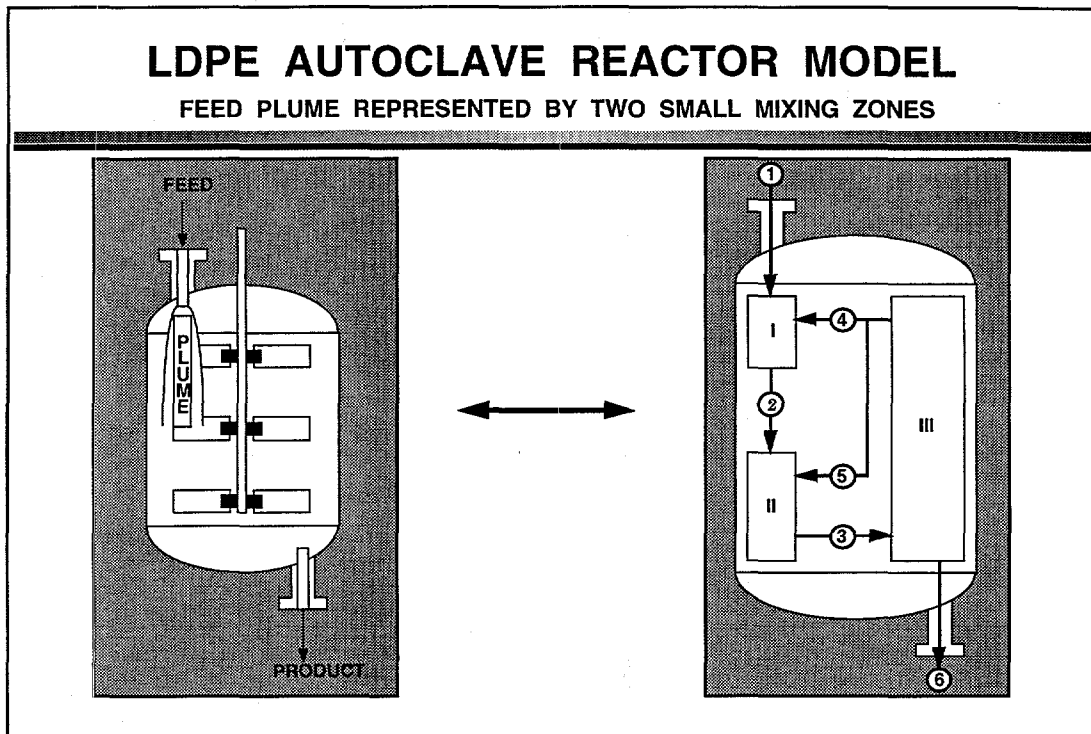 LDPE AUTOCLAVE REACTOR MODEL
FEED PLUME REPRESENTED BY TWO SMALL MIXING ZONES
FEED
PLUME
PRODUCT
1
I
4
2
III
5
II
3
6